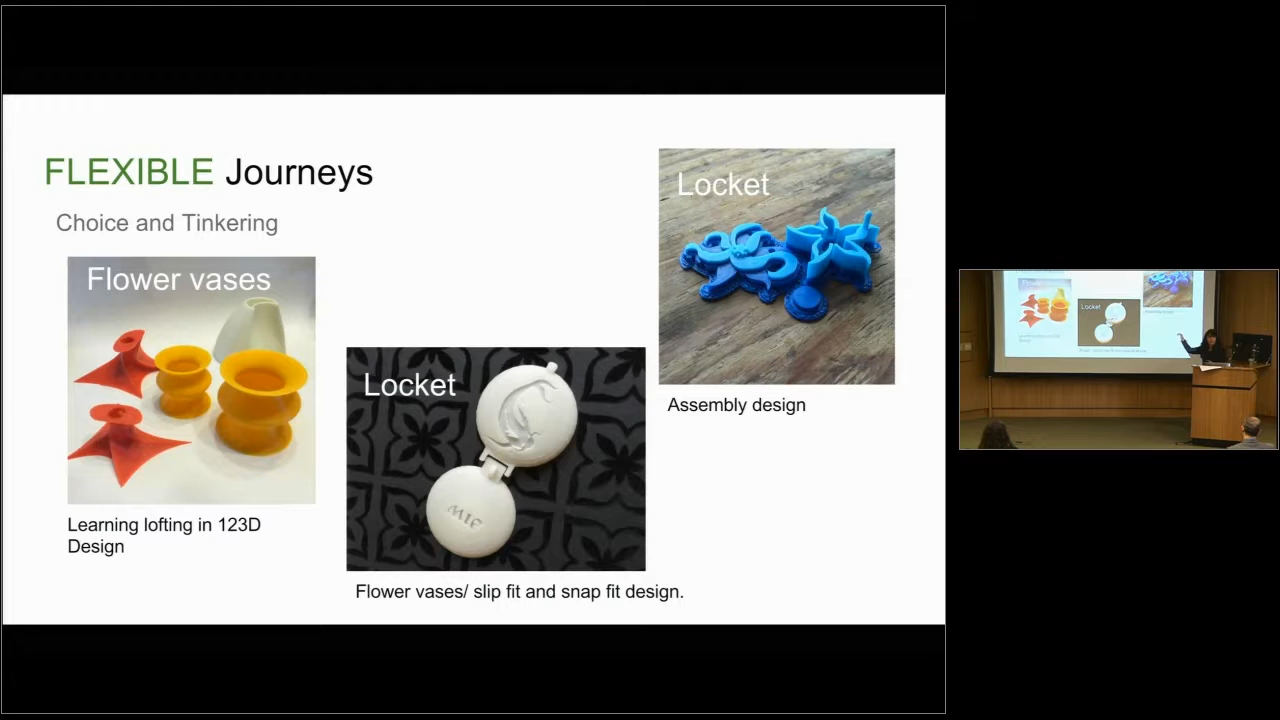 FLEXIBLE Journeys
Choice and Tinkering
Flower vases
Learning lofting in 123D
Design
Locket
Flower vases/ slip fit and snap fit design.
Locket
Assembly design